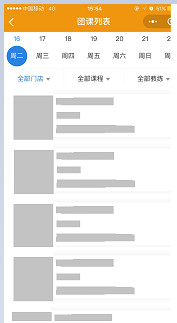 中国移动 4G 15:54 51%
团课列表
16 17 18 19 20 21 2
周二 周三 周四 周五 周六 周日 周
全部门店 全部课程 全部教练